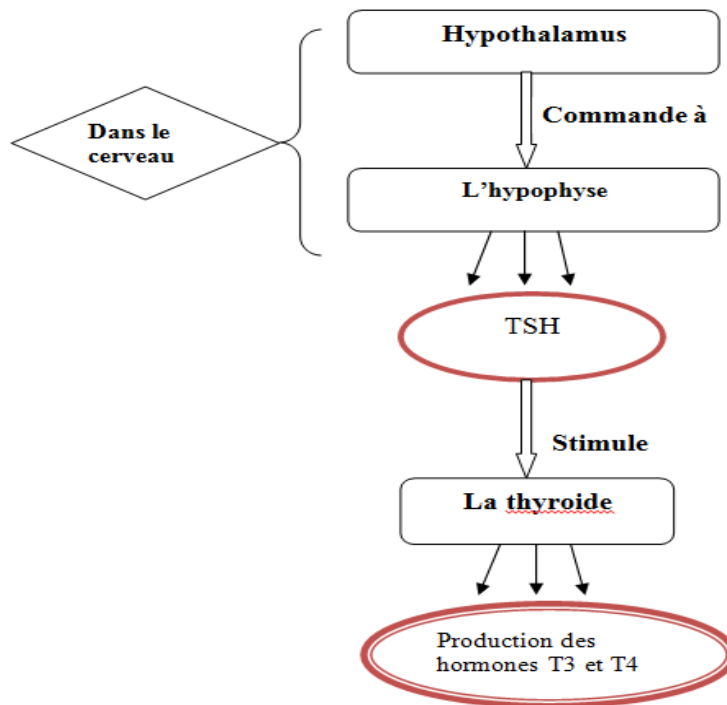 Hypothalamus
Commande à
Dans le
cerveau
L'hypophyse
TSH
Stimule
La thyroide
Production des
hormones T3 et T4